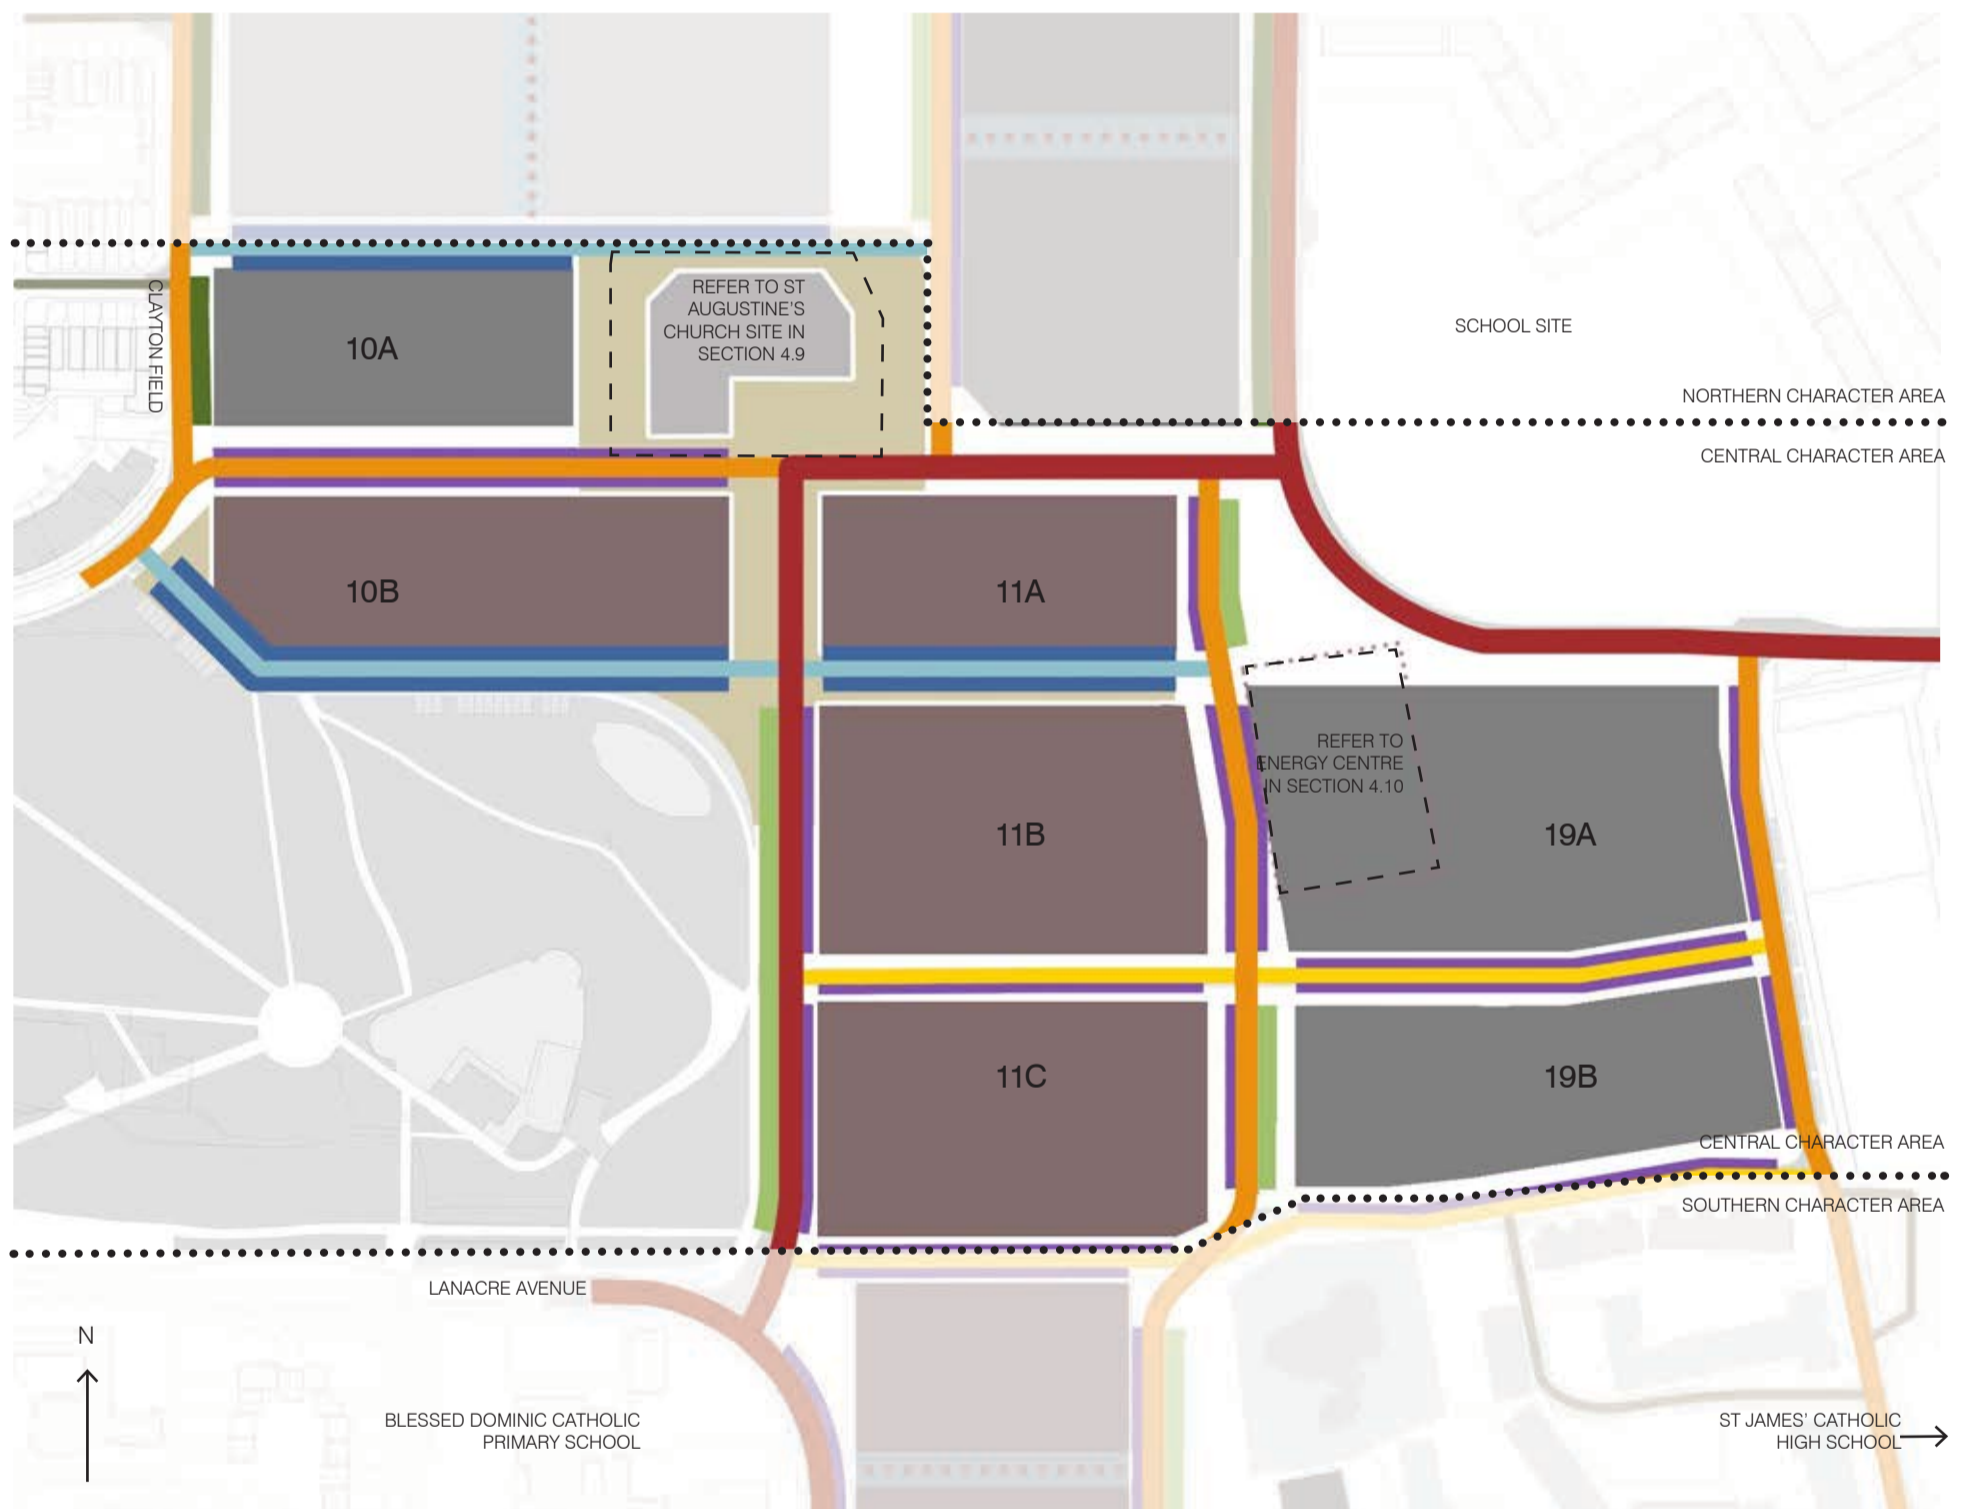 REFER TO ST
AUGUSTINE'S
CHURCH SITE IN
SECTION 4.9
CLAYTON FIELD
10A
SCHOOL SITE
NORTHERN CHARACTER AREA
CENTRAL CHARACTER AREA
10B
11A
REFER TO
ENERGY CENTRE
IN SECTION 4.10
11B
19A
11C
19B
CENTRAL CHARACTER AREA
SOUTHERN CHARACTER AREA
LANACRE AVENUE
N
BLESSED DOMINIC CATHOLIC
PRIMARY SCHOOL
ST JAMES' CATHOLIC
HIGH SCHOOL